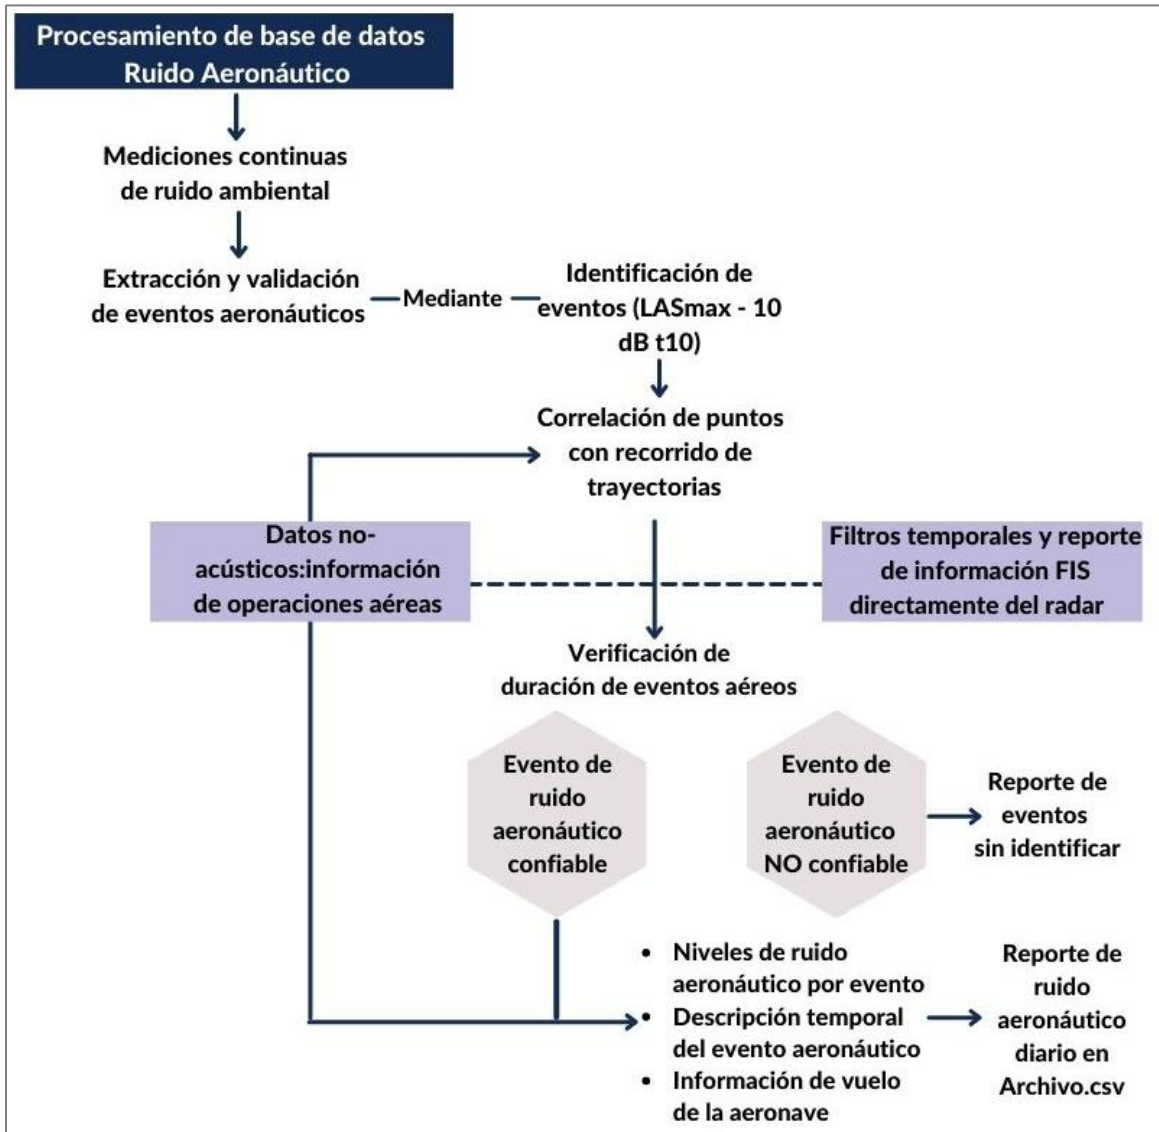 Procesamiento de base de datos
Ruido Aeronáutico
Mediciones continuas
de ruido ambiental
Extracción y validación
de eventos aeronáuticos
Mediante
Identificación de
eventos (LASmax - 10
dB t10)
Correlación de puntos
con recorrido de
trayectorias
Datos no-
acústicos:información
de operaciones aéreas
Filtros temporales y reporte
de información FIS
directamente del radar
Verificación de
duración de eventos aéreos
Evento de
ruido
aeronáutico
confiable
Evento de
ruido
aeronáutico
NO confiable
Reporte de
eventos
sin identificar
• Niveles de ruido
aeronáutico por evento
• Descripción temporal
del evento aeronáutico
• Información de vuelo
de la aeronave
Reporte de
ruido
aeronáutico
diario en
Archivo.csv